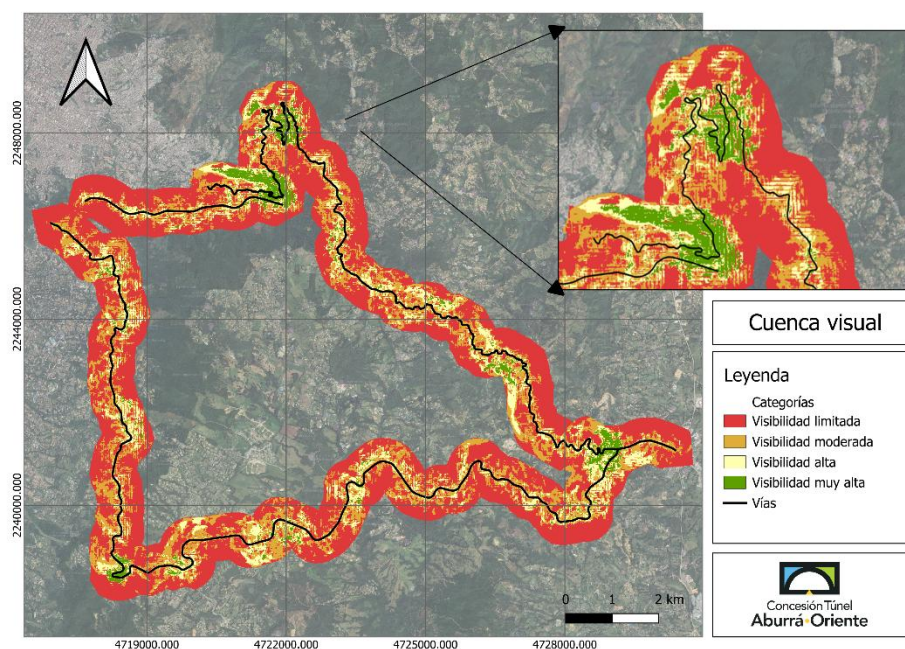 2248000.000
2244000.000
2240000.000
4719000.000
4722000.000
4725000.000
4728000.000
0 1 2 km
Cuenca visual
Leyenda
Categorías
Visibilidad limitada
Visibilidad moderada
Visibilidad alta
Visibilidad muy alta
Vías
Concesión Túnel
Aburrá Oriente